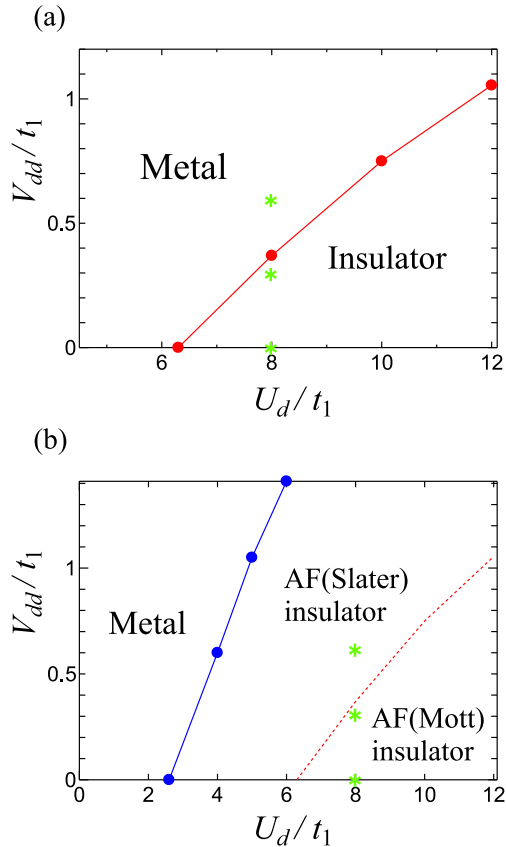 (a)
1
0.5
0
V_dd / t_1
Metal
Insulator
6 8 10 12
U_d / t_1
(b)
1
0.5
0
V_dd / t_1
Metal
AF(Slater)
insulator
AF(Mott)
insulator
0 2 4 6 8 10 12
U_d / t_1